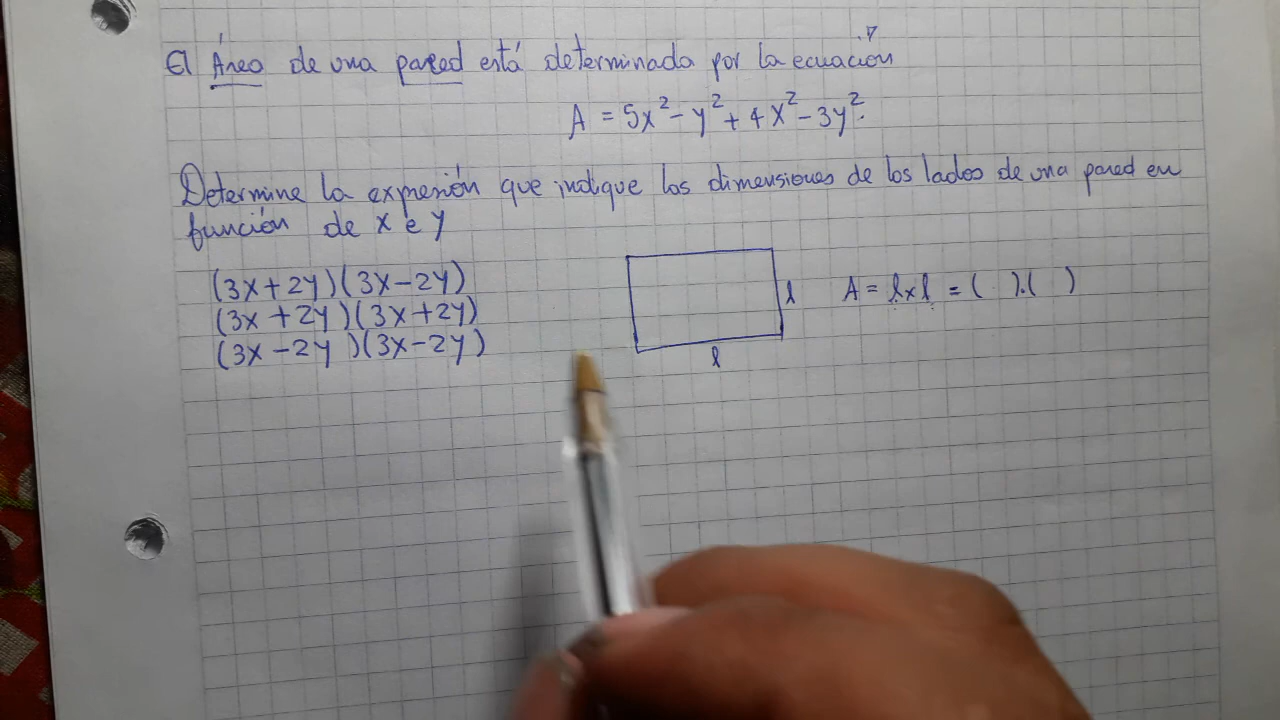 El Área de una pared está determinada por la ecuación
A = 5x² - y² + 4x² - 3y².
Determine la expresión que indique las dimensiones de los lados de una pared en
función de x e y
(3x+2y)(3x-2y)
(3x+2y)(3x+2y)
(3x-2y)(3x-2y)
l
l
A = l x l = ( ).( )